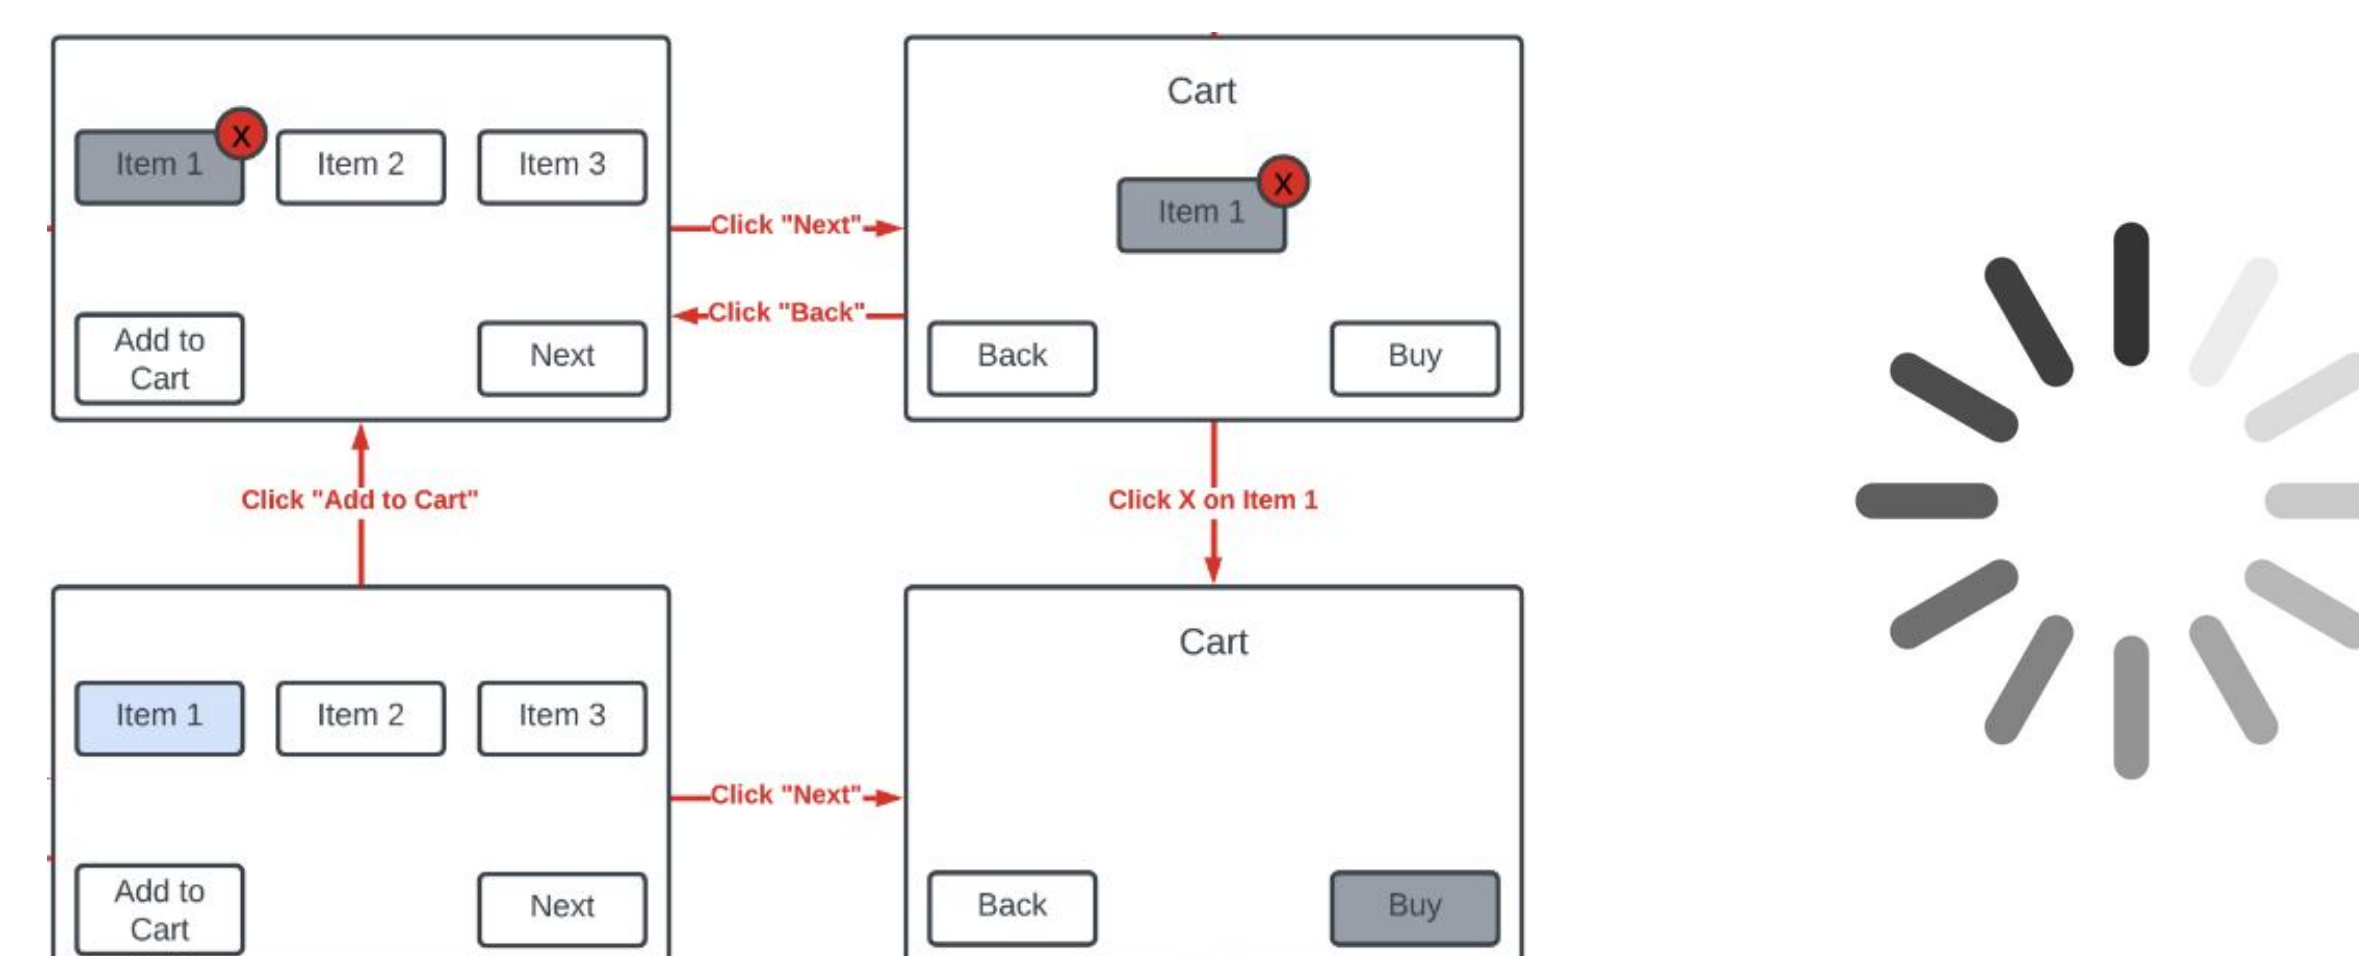 Cart
X
Item 1
Item 2
Item 3
X
Item 1
Click "Next"
Click "Back"
Add to
Cart
Next
Back
Buy
Click "Add to Cart"
Click X on Item 1
Cart
Item 1
Item 2
Item 3
Click "Next"
Add to
Cart
Next
Back
Buy